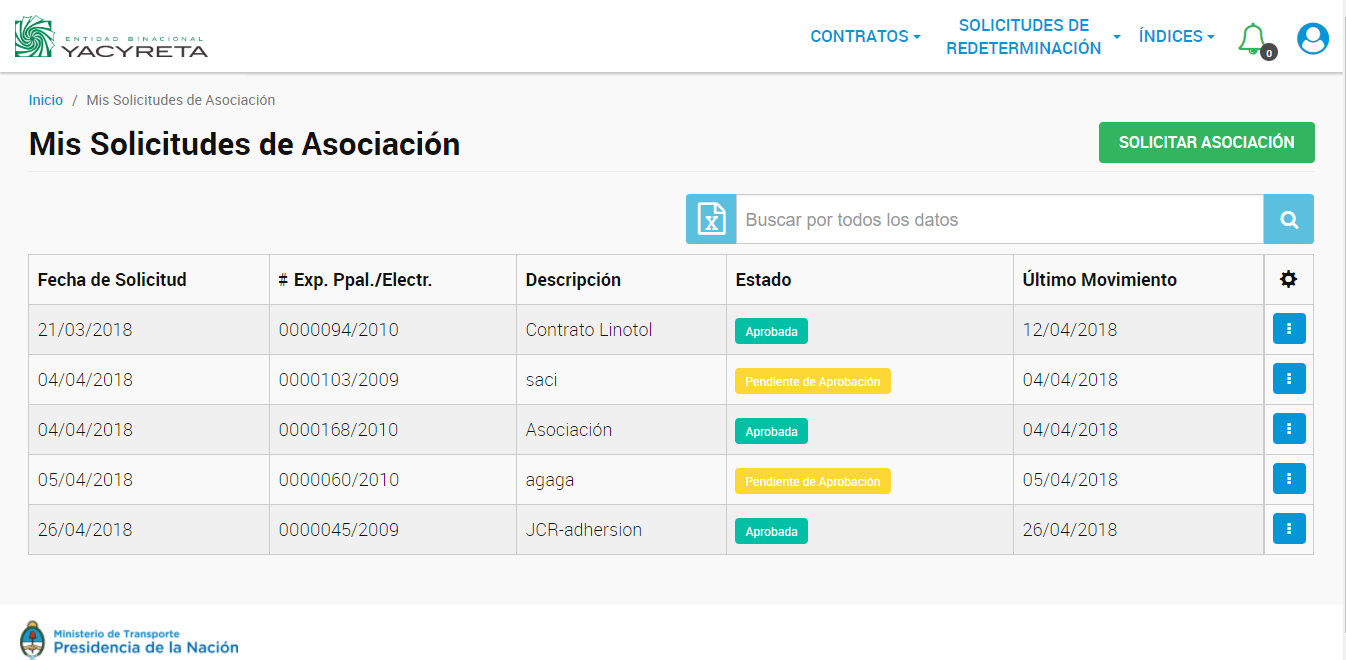 ENTIDAD BINACIONAL
YACYRETA
CONTRATOS
SOLICITUDES DE
REDETERMINACIÓN
ÍNDICES
0
Inicio / Mis Solicitudes de Asociación
Mis Solicitudes de Asociación
SOLICITAR ASOCIACIÓN
X
Buscar por todos los datos
Fecha de Solicitud # Exp. Ppal./Electr. Descripción Estado Último Movimiento
21/03/2018 0000094/2010 Contrato Linotol Aprobada 12/04/2018
04/04/2018 0000103/2009 saci Pendiente de Aprobación 04/04/2018
04/04/2018 0000168/2010 Asociación Aprobada 04/04/2018
05/04/2018 0000060/2010 agaga Pendiente de Aprobación 05/04/2018
26/04/2018 0000045/2009 JCR-adhersion Aprobada 26/04/2018
Ministerio de Transporte
Presidencia de la Nación